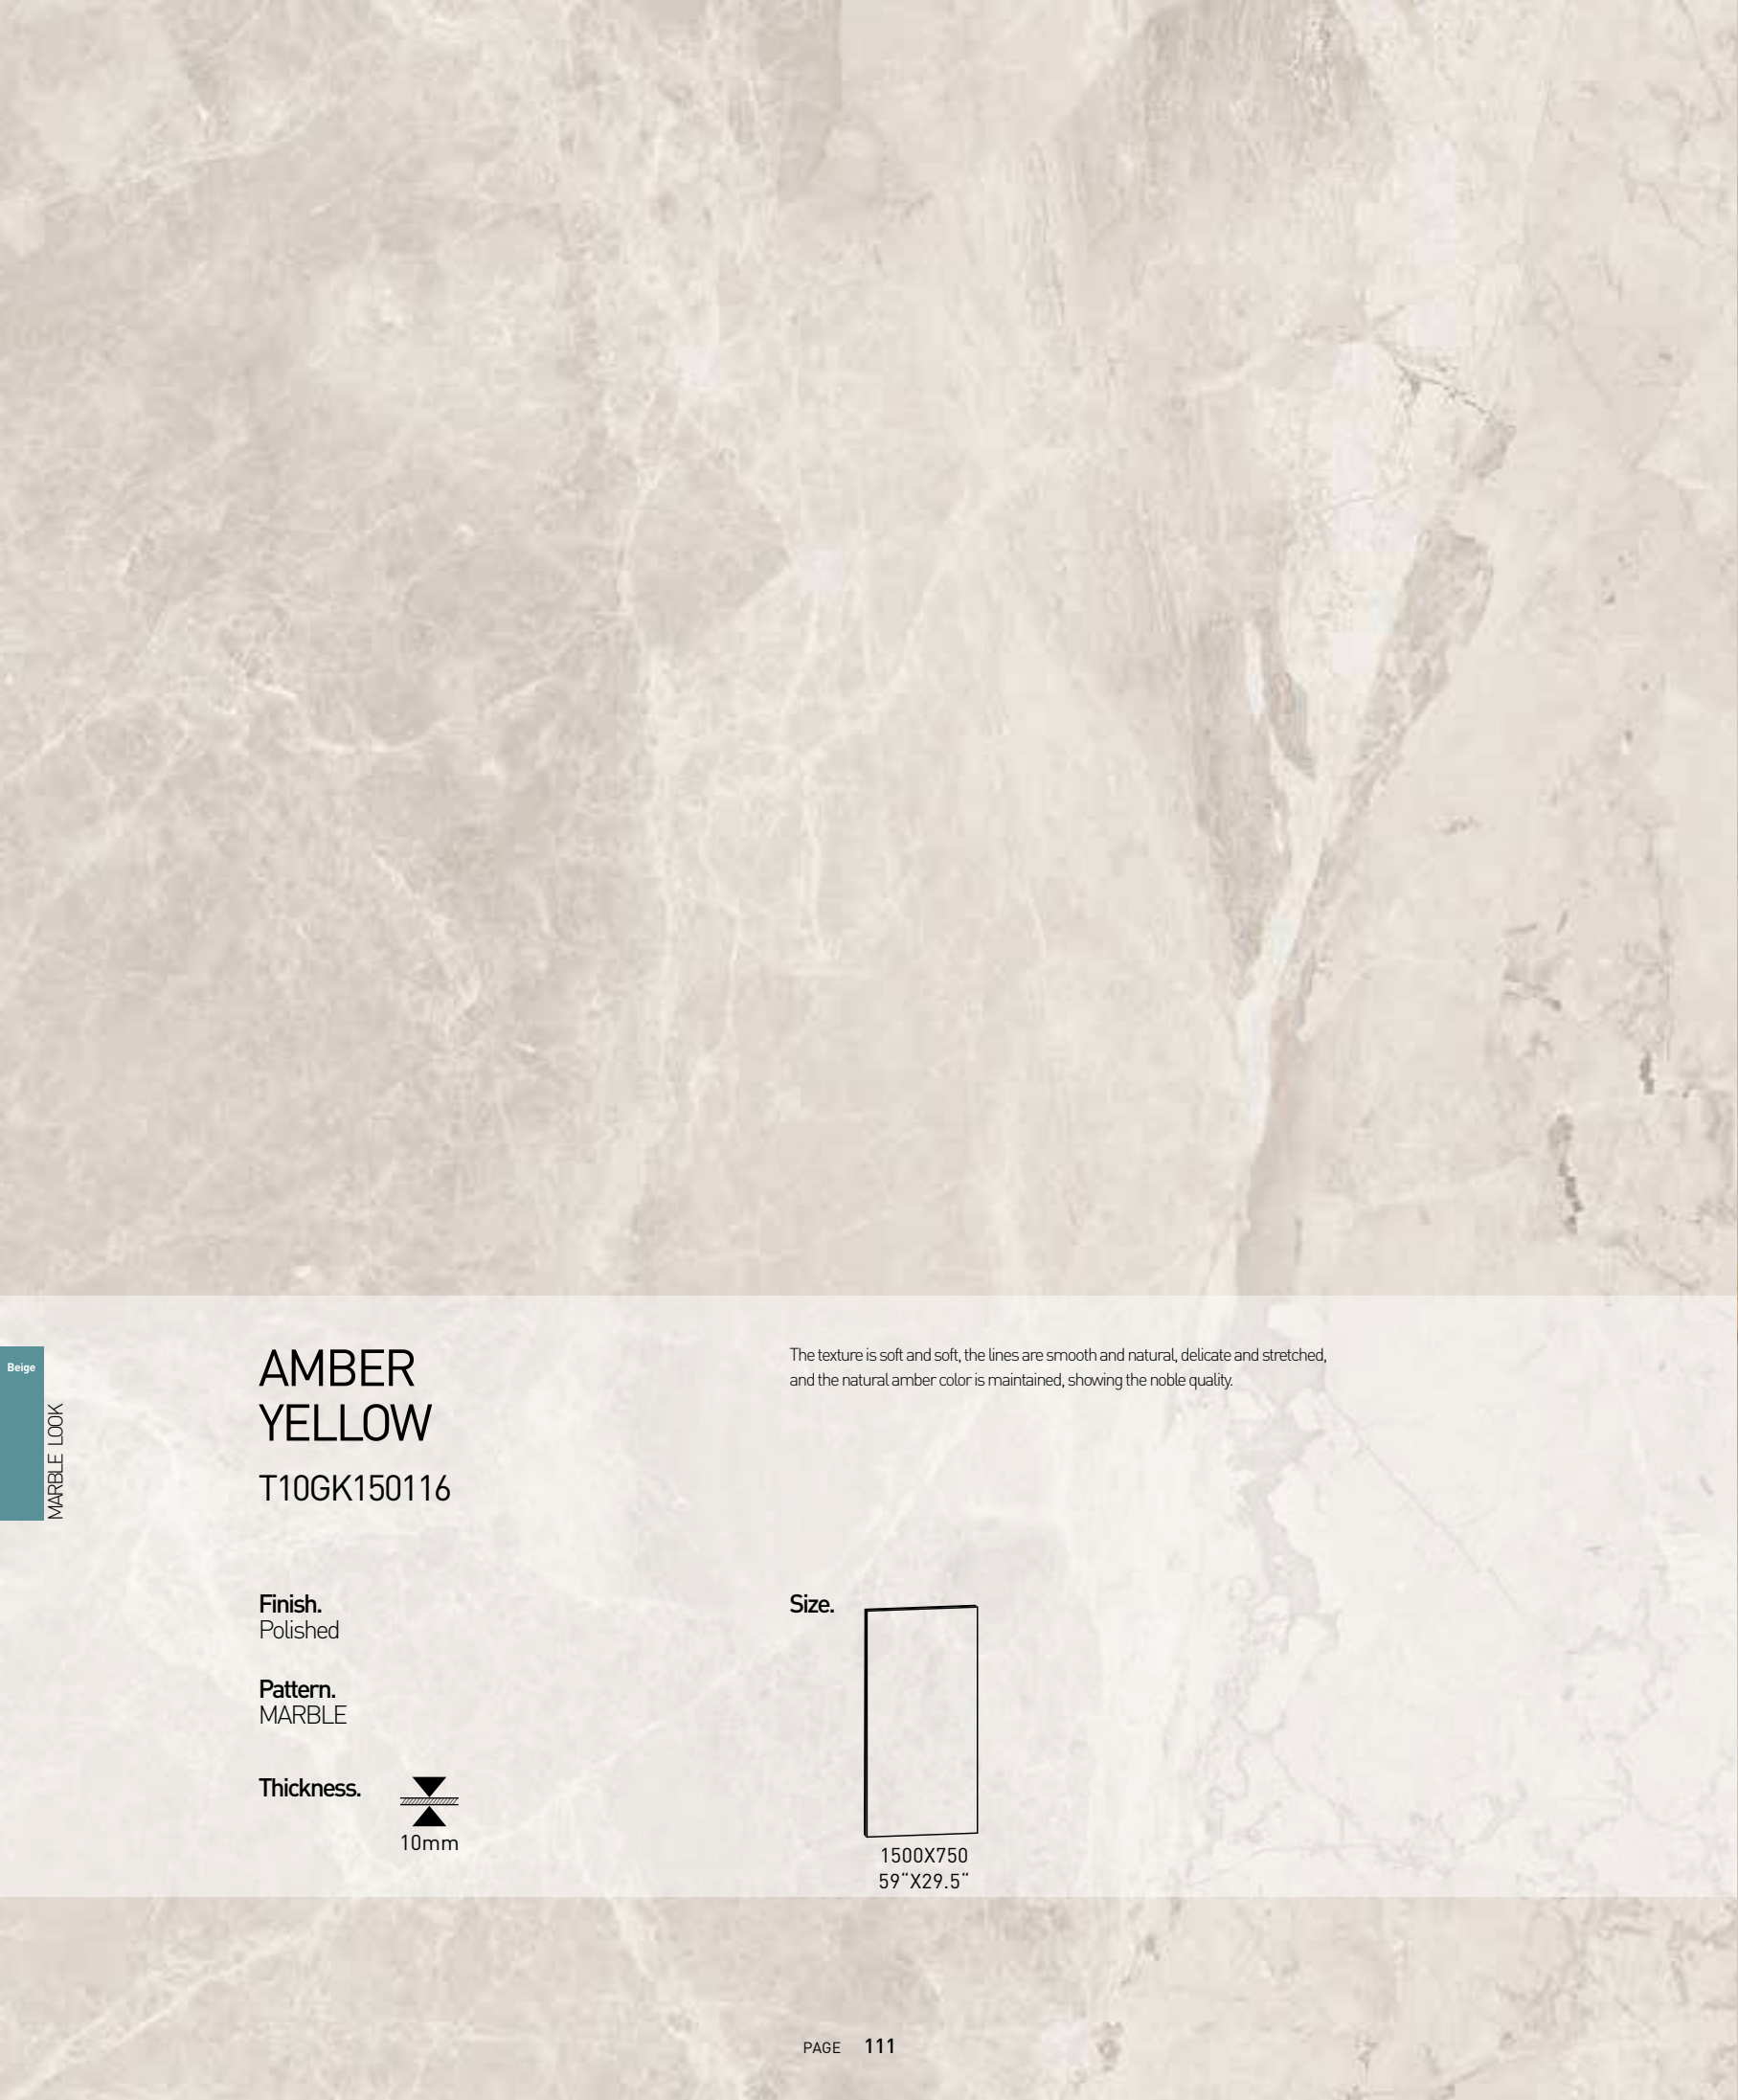 Beige
MARBLE LOOK
AMBER
YELLOW
T10GK150116
The texture is soft and soft, the lines are smooth and natural, delicate and stretched,
and the natural amber color is maintained, showing the noble quality.
Finish.
Polished
Pattern.
MARBLE
Thickness.
10mm
Size.
1500X750
59“X29.5“
PAGE 111